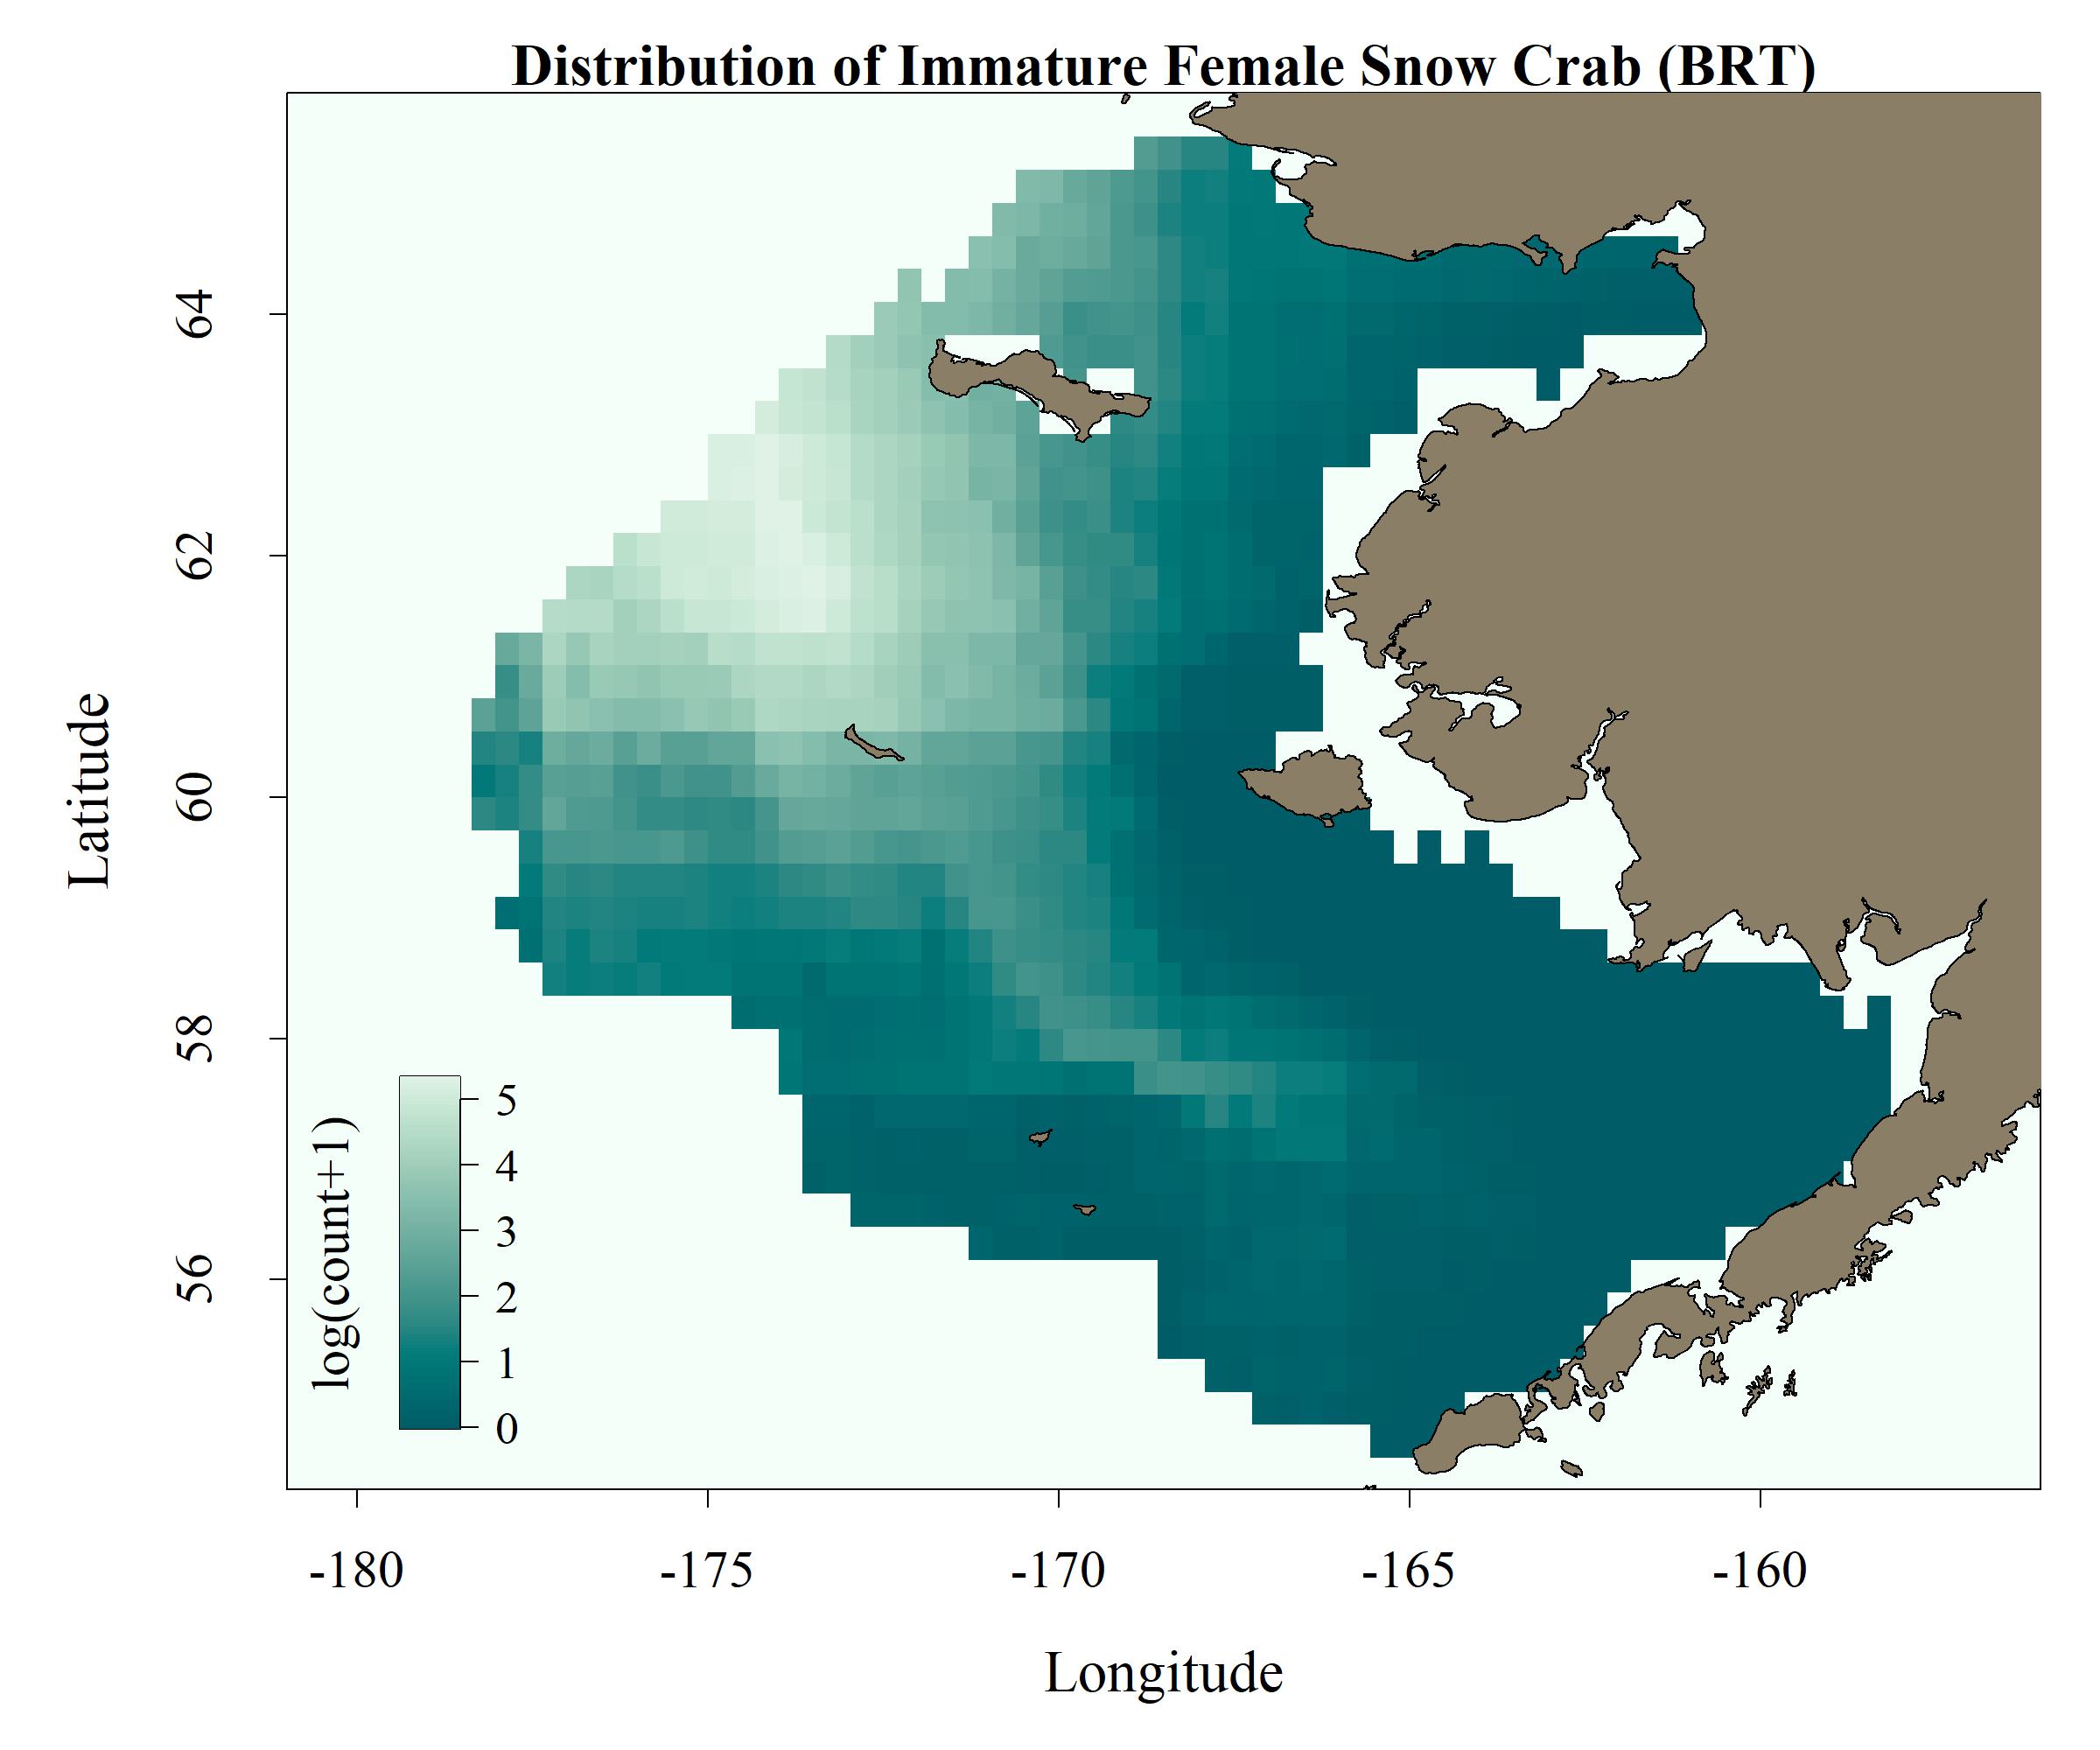 Distribution of Immature Female Snow Crab (BRT)
Latitude
64
62
60
58
56
log(count+1)
5
4
3
2
1
0
-180 -175 -170 -165 -160
Longitude